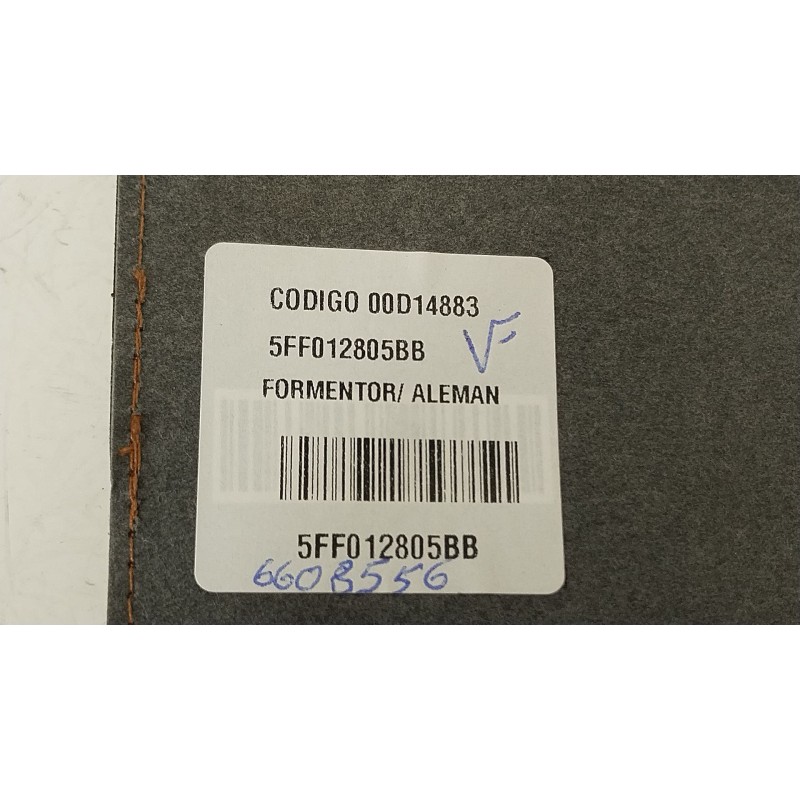 CODIGO 00D14883
5FF012805BB
FORMENTOR/ ALEMAN
5FF012805BB
6608556